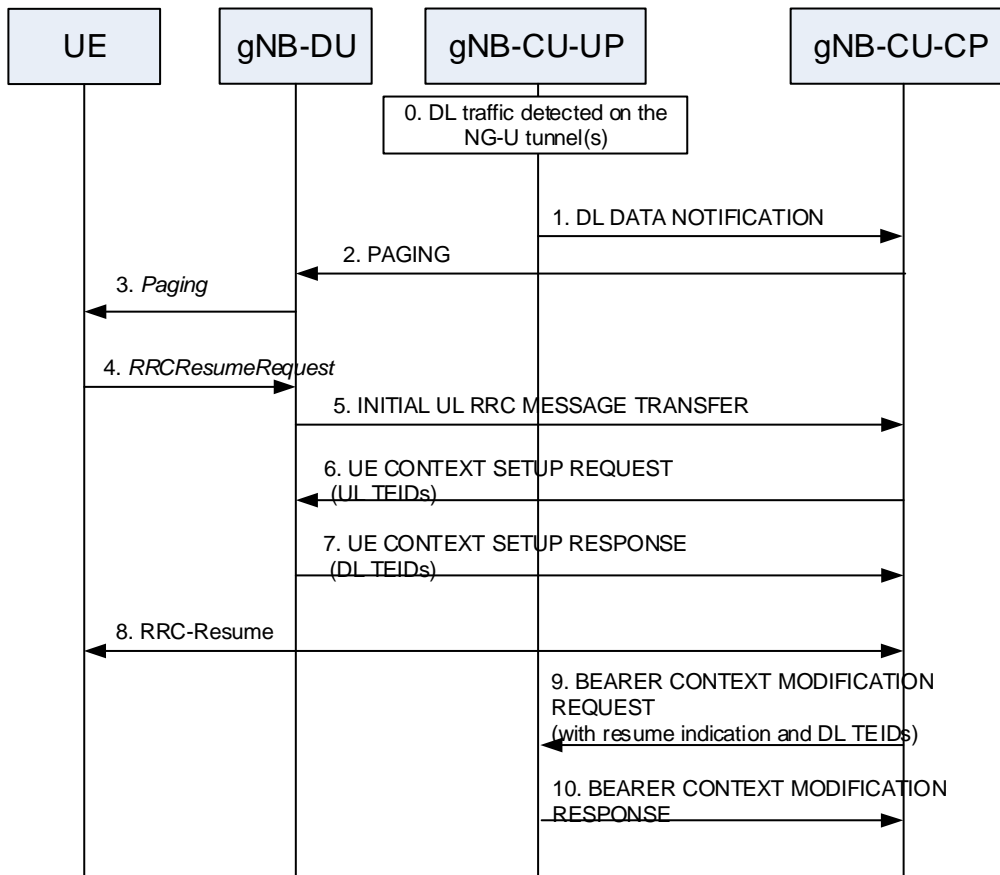 UE
gNB-DU
gNB-CU-UP
gNB-CU-CP
0. DL traffic detected on the
NG-U tunnel(s)
1. DL DATA NOTIFICATION
2. PAGING
3. Paging
4. RRCResumeRequest
5. INITIAL UL RRC MESSAGE TRANSFER
6. UE CONTEXT SETUP REQUEST
(UL TEIDs)
7. UE CONTEXT SETUP RESPONSE
(DL TEIDs)
8. RRC-Resume
9. BEARER CONTEXT MODIFICATION
REQUEST
(with resume indication and DL TEIDs)
10. BEARER CONTEXT MODIFICATION
RESPONSE